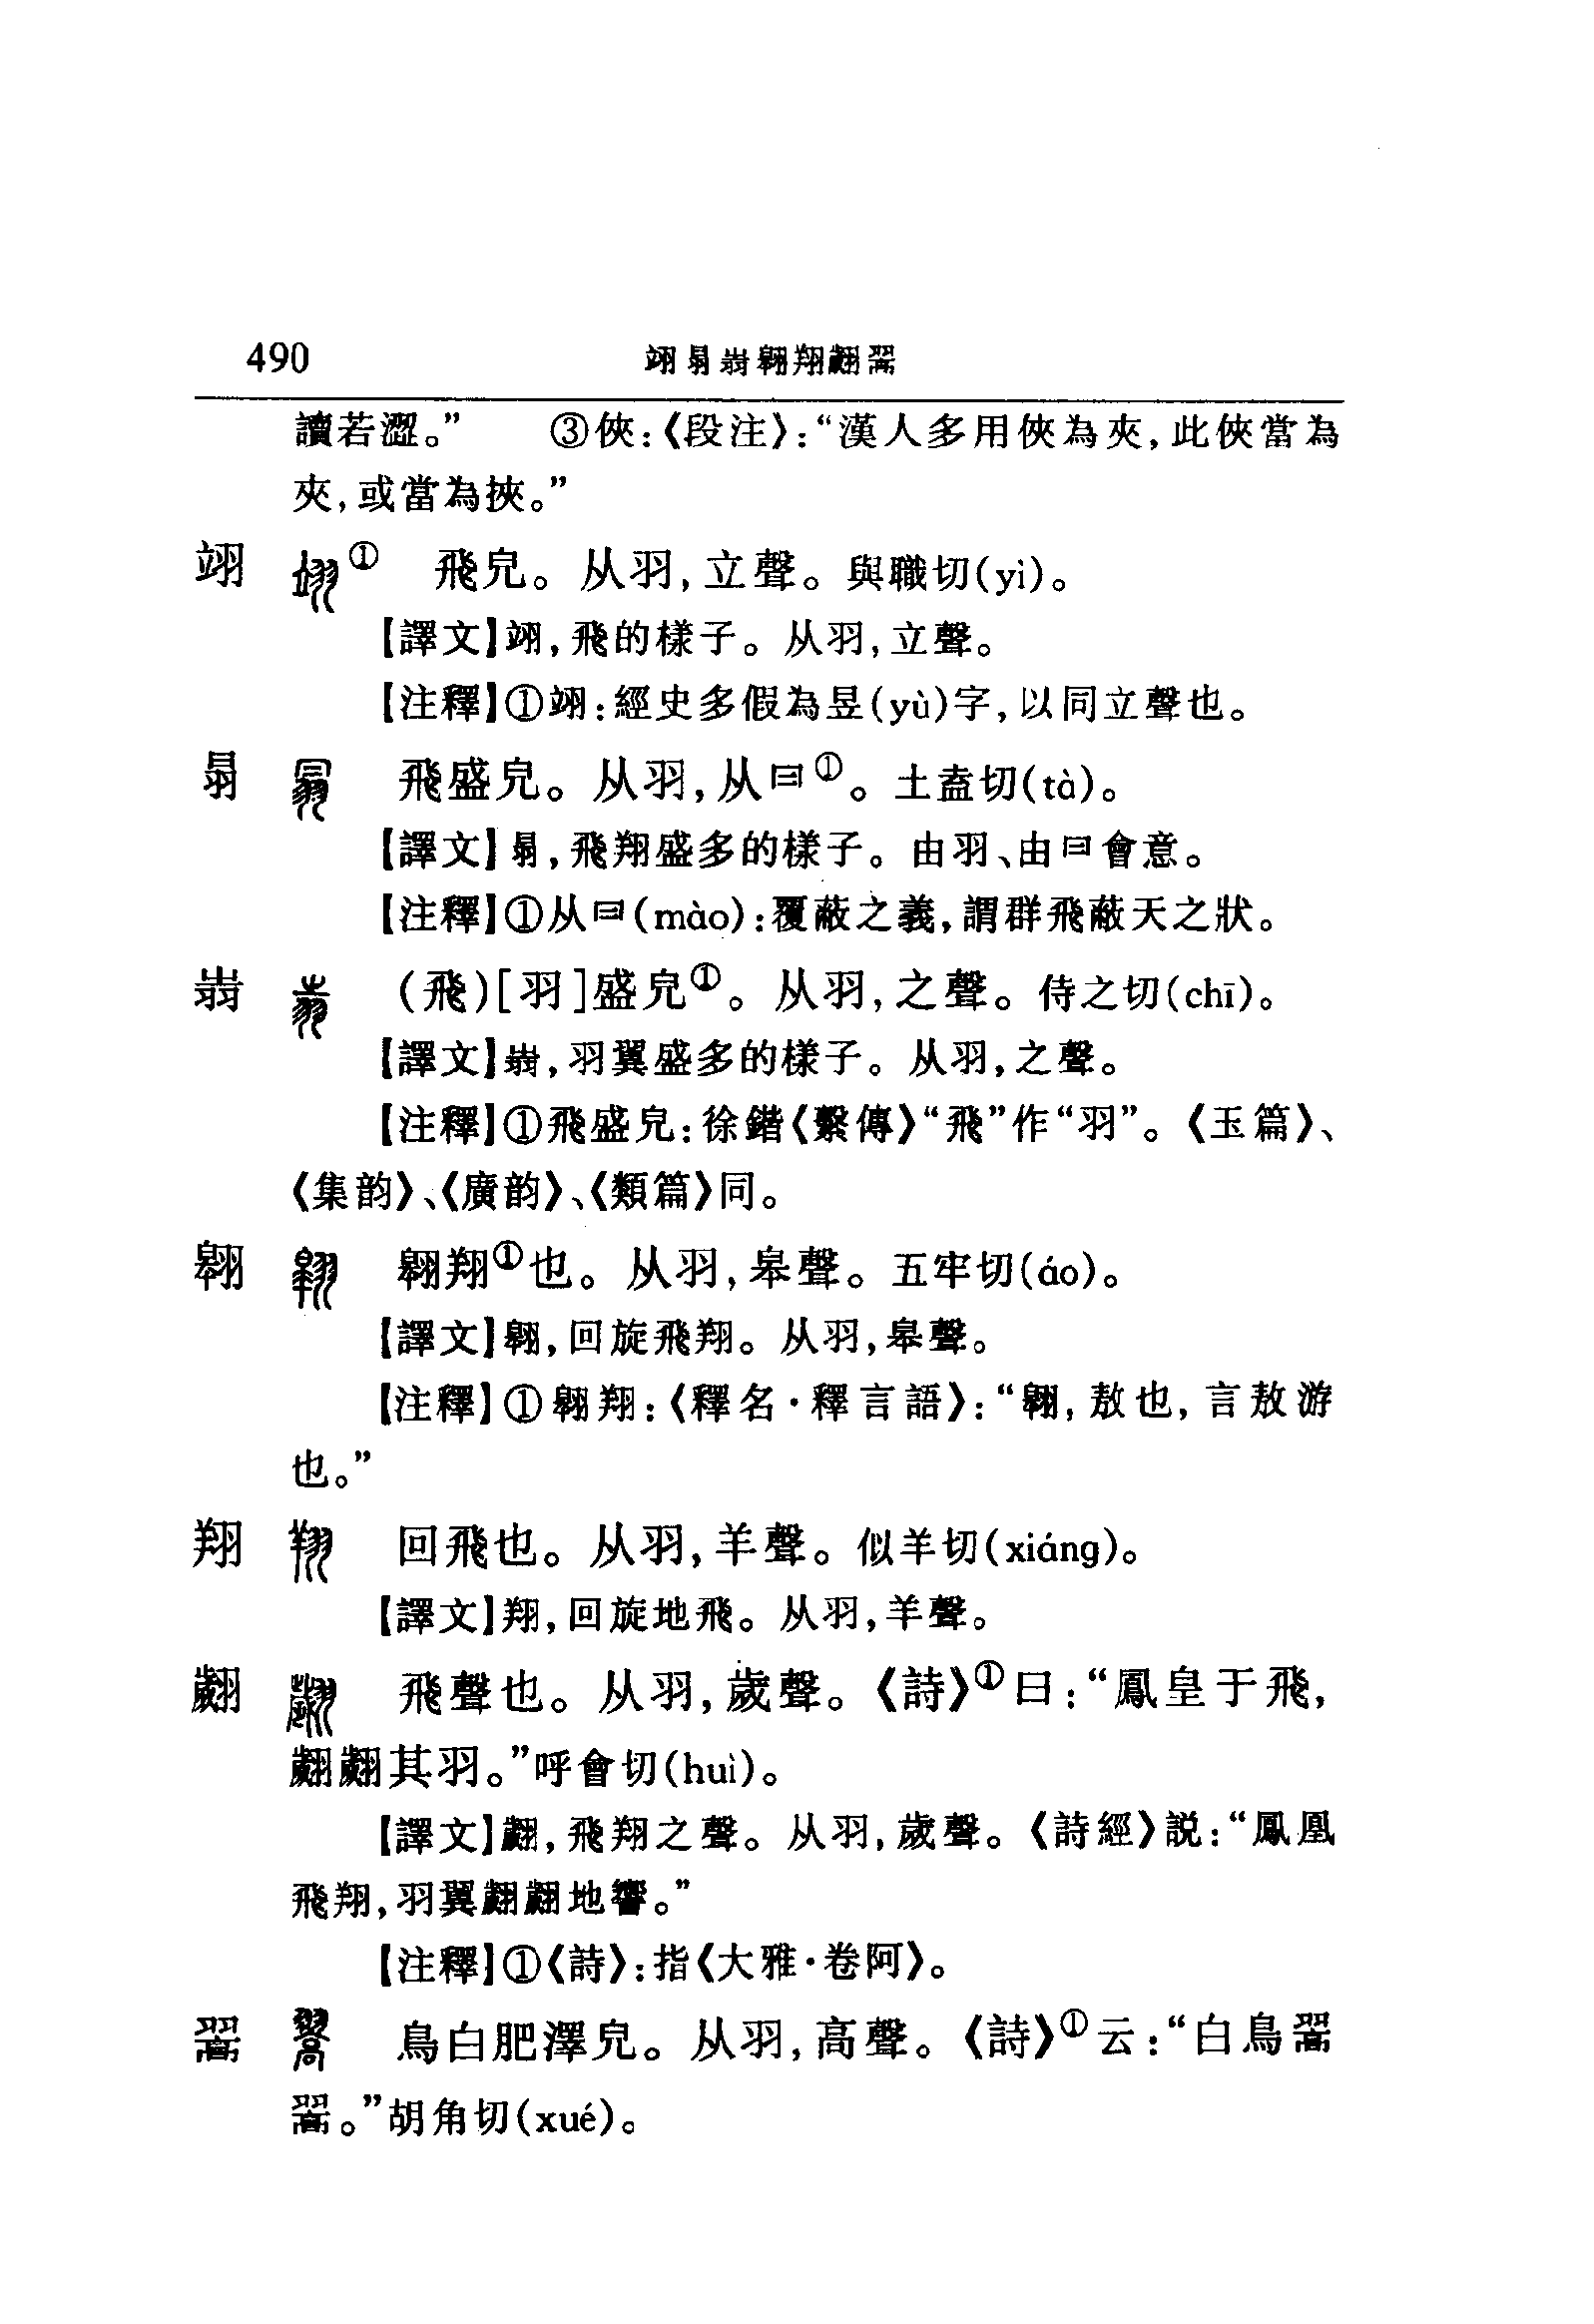 490 翊𦐇𦐉翱翔翽翯
讀若澀。” ③俠:《段注》:“漢人多用俠為夾,此俠當為
夾,或當為挾。”
翊 ① 飛皃。从羽,立聲。與職切(yì)。
【譯文】翊,飛的樣子。从羽,立聲。
【注釋】①翊:經史多假為昱(yù)字,以同立聲也。
𦐇 飛盛皃。从羽,从冃①。土盍切(tà)。
【譯文】𦐇,飛翔盛多的樣子。由羽、由冃會意。
【注釋】①从冃(mào):覆蔽之義,謂群飛蔽天之狀。
𦐉 (飛)[羽]盛皃①。从羽,之聲。侍之切(chī)。
【譯文】𦐉,羽翼盛多的樣子。从羽,之聲。
【注釋】①飛盛皃:徐鍇《繫傳》“飛”作“羽”。《玉篇》、
《集韵》、《廣韵》、《類篇》同。
翱 翱翔①也。从羽,皋聲。五牢切(áo)。
【譯文】翱,回旋飛翔。从羽,皋聲。
【注釋】①翱翔:《釋名·釋言語》:“翱,敖也,言敖游
也。”
翔 回飛也。从羽,羊聲。似羊切(xiáng)。
【譯文】翔,回旋地飛。从羽,羊聲。
翽 飛聲也。从羽,歲聲。《詩》①曰:“鳳皇于飛,
翽翽其羽。”呼會切(huì)。
【譯文】翽,飛翔之聲。从羽,歲聲。《詩經》説:“鳳凰
飛翔,羽翼翽翽地響。”
【注釋】①《詩》:指《大雅·卷阿》。
翯 鳥白肥澤皃。从羽,高聲。《詩》①云:“白鳥翯
翯。”胡角切(xué)。